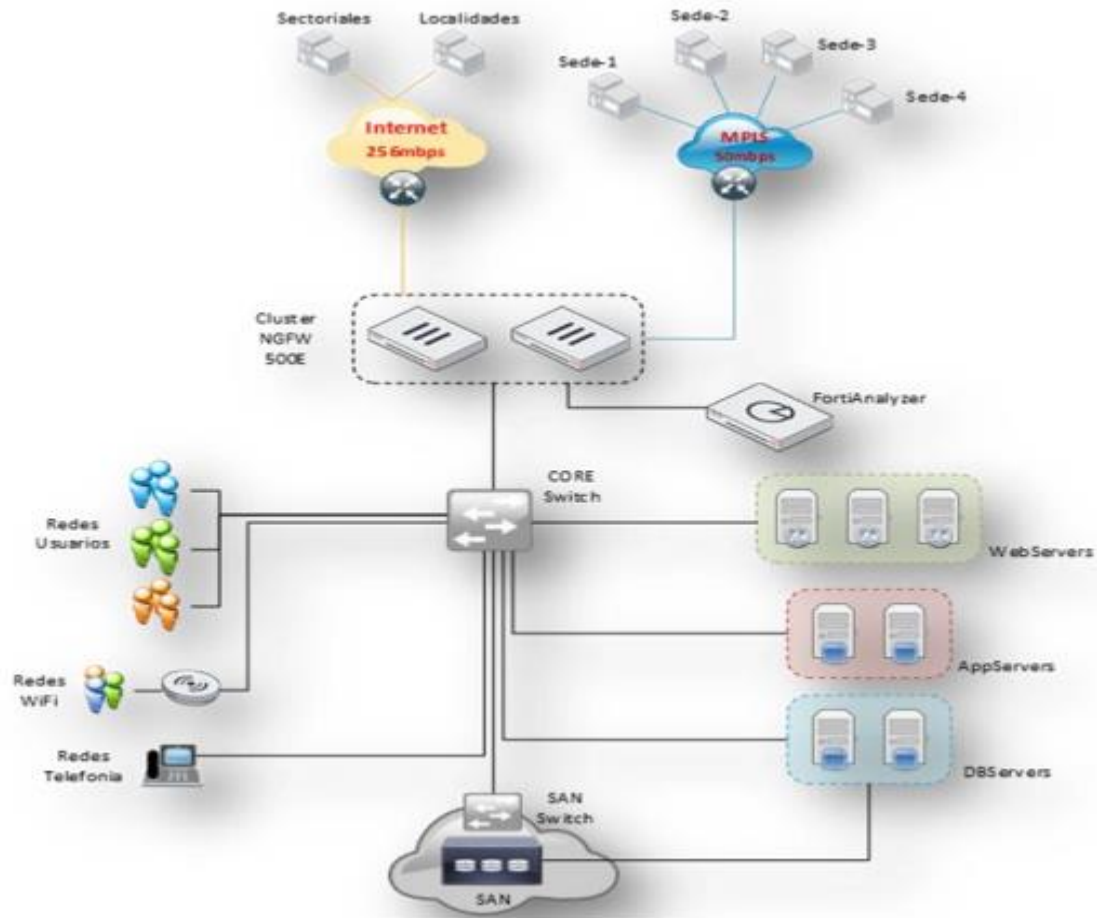 Sectoriales
Localidades
Sede-1
Sede-2
Sede-3
Sede-4
Internet
256mbps
MPLS
50mbps
Cluster
NGFW
500E
FortiAnalyzer
CORE
Switch
Redes
Usuarios
WebServers
AppServers
Redes
WiFi
Redes
Telefonia
DBServers
SAN
Switch
SAN